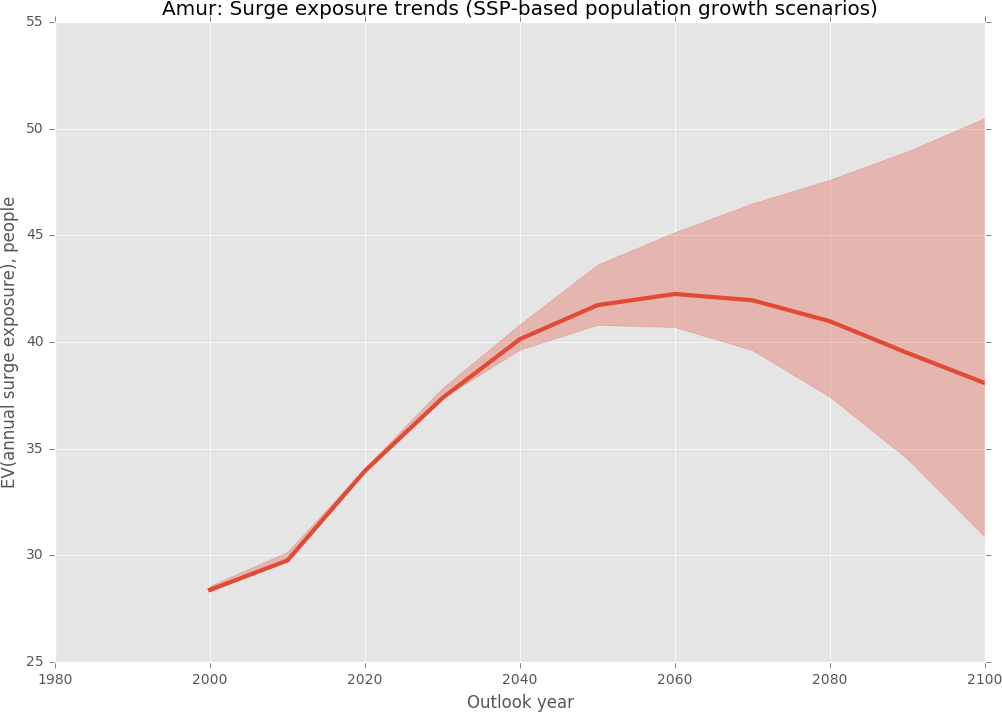 Amur: Surge exposure trends (SSP-based population growth scenarios)
55
50
45
40
35
30
25
EV(annual surge exposure), people
1980 2000 2020 2040 2060 2080 2100
Outlook year